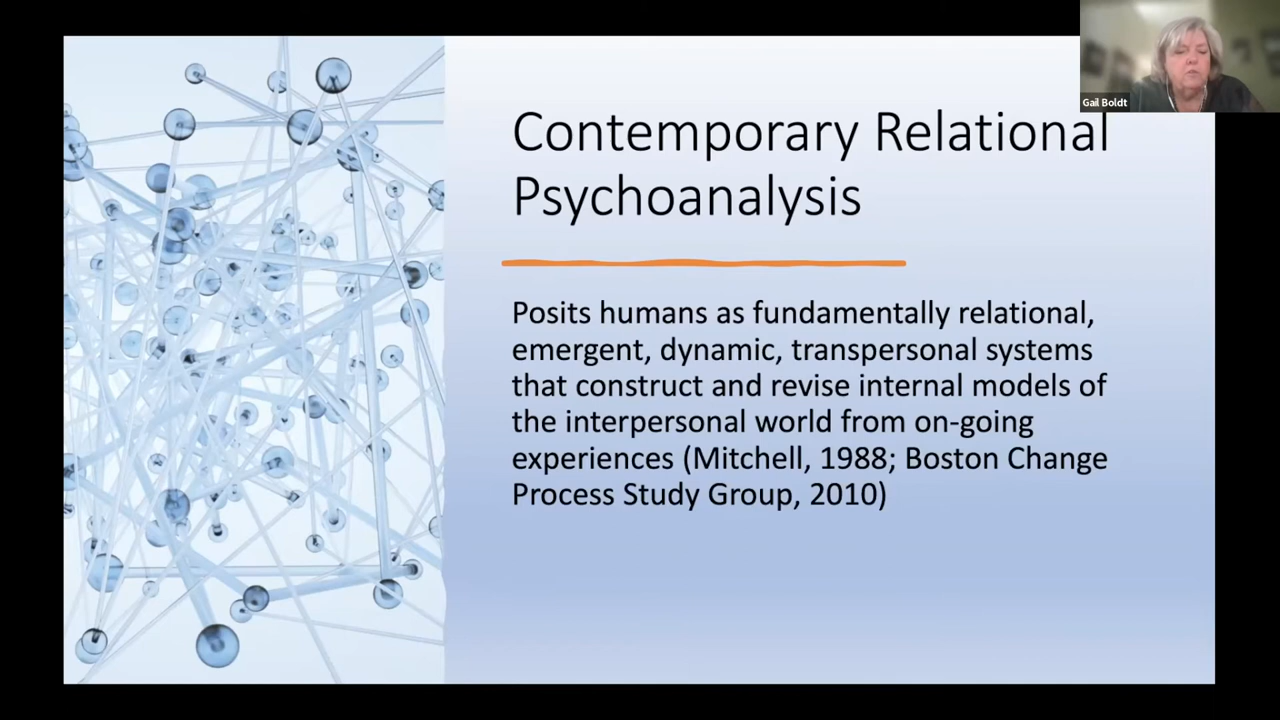 Contemporary Relational
Psychoanalysis
Posits humans as fundamentally relational,
emergent, dynamic, transpersonal systems
that construct and revise internal models of
the interpersonal world from on-going
experiences (Mitchell, 1988; Boston Change
Process Study Group, 2010)
Gail Boldt